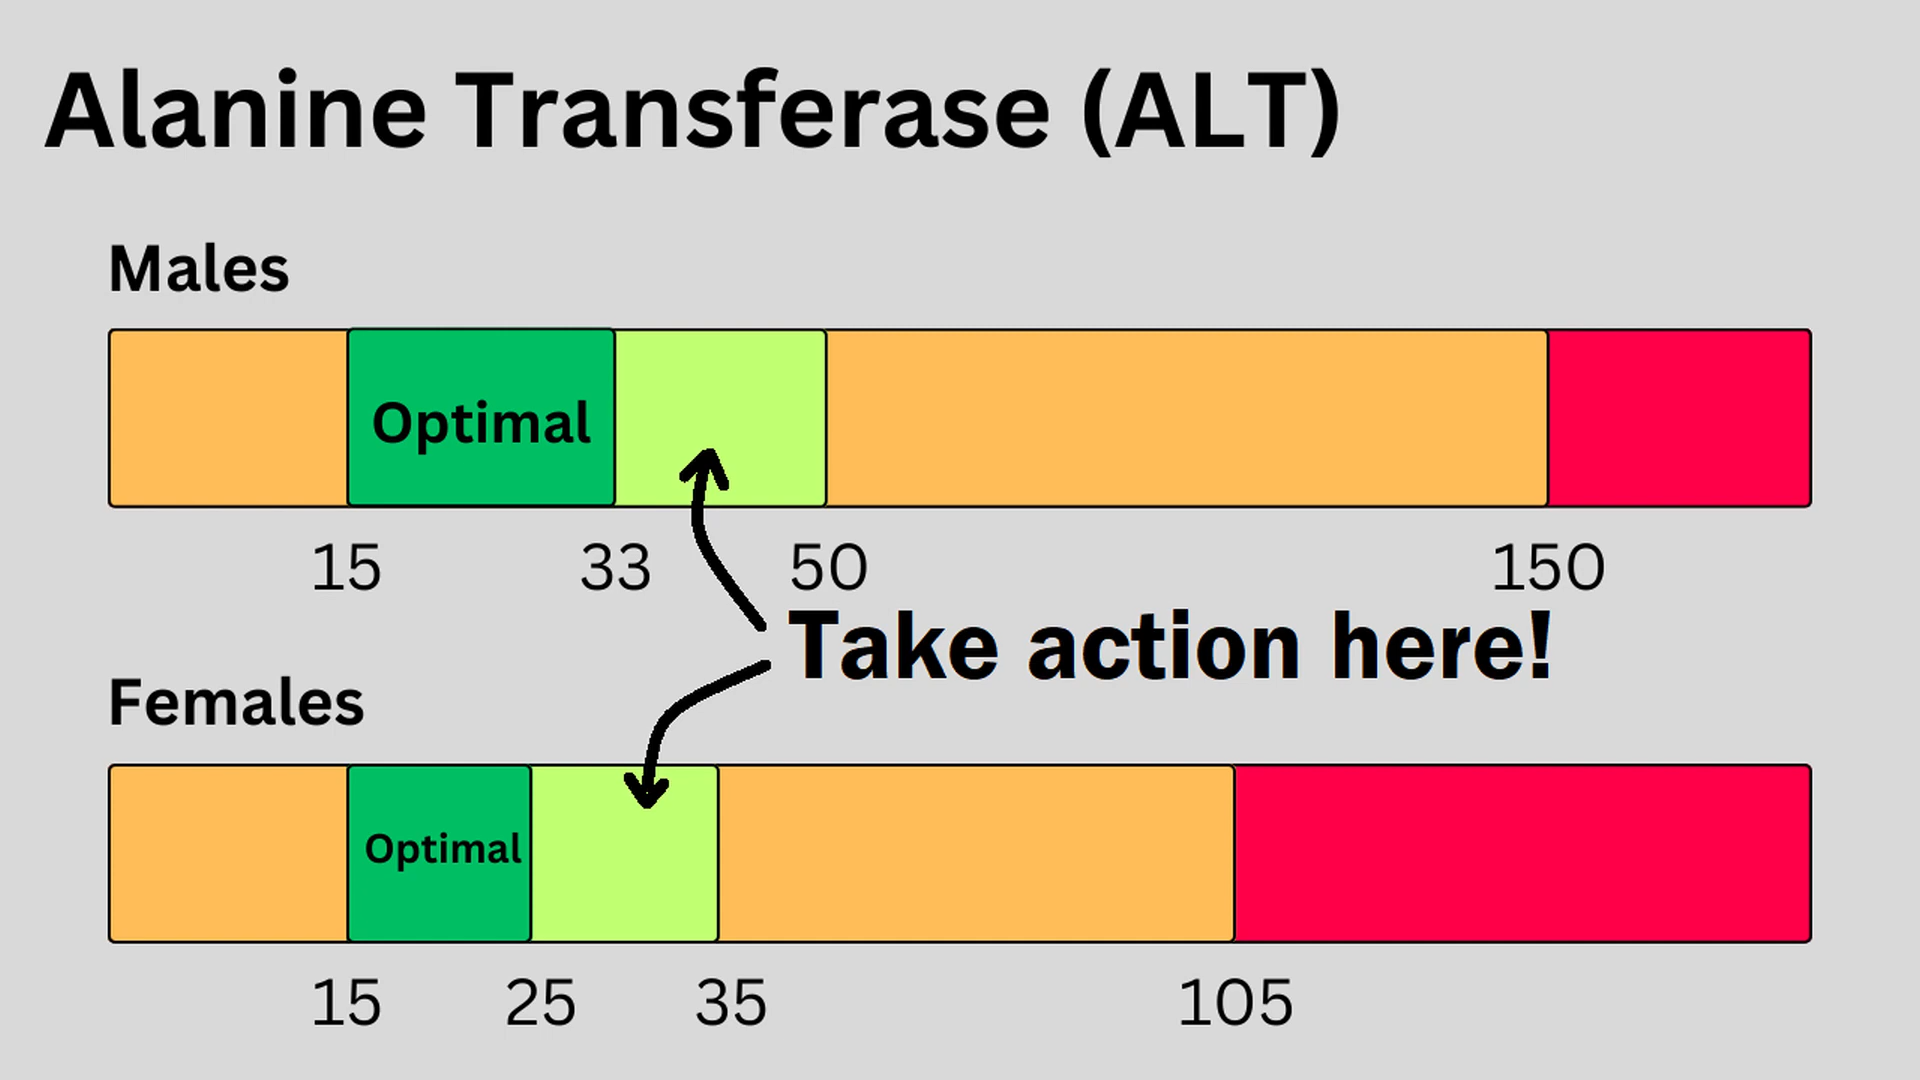 Alanine Transferase (ALT)
Males
Optimal
15 33 50 150
Take action here!
Females
Optimal
15 25 35 105